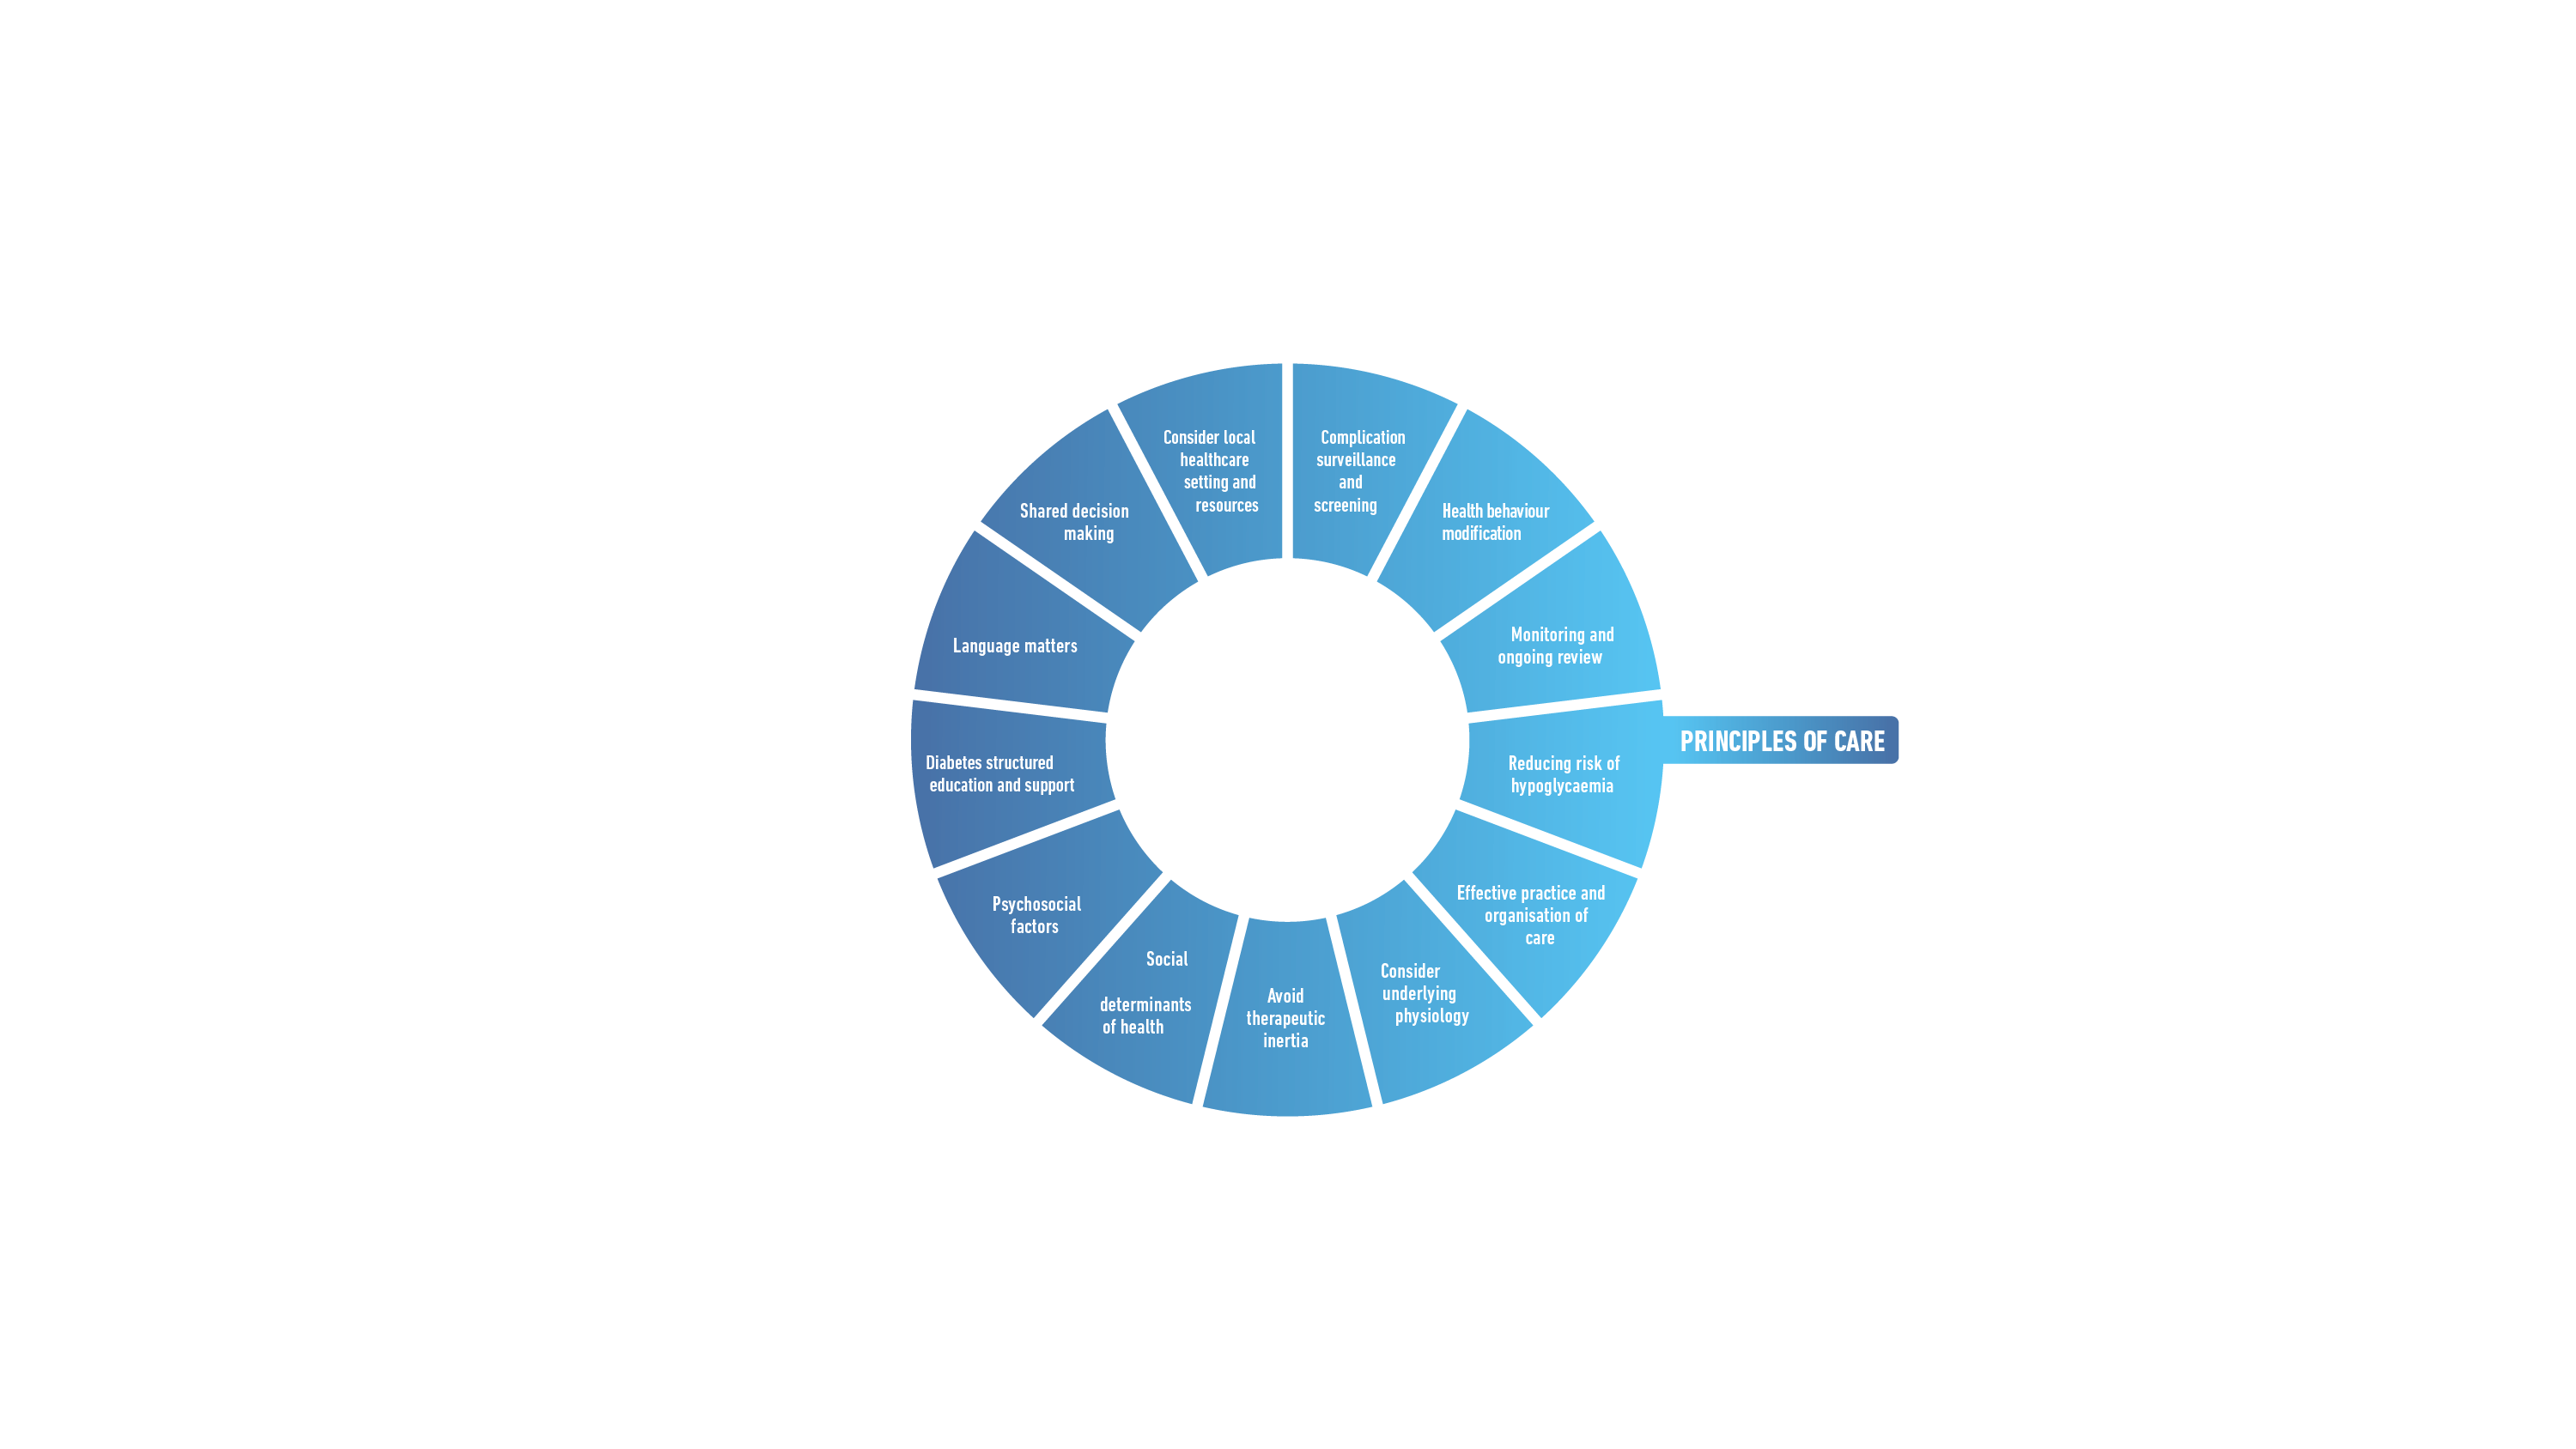 Consider local
healthcare
setting and
resources
Complication
surveillance
and
screening
Health behaviour
modification
Monitoring and
ongoing review
Reducing risk of
hypoglycaemia
PRINCIPLES OF CARE
Effective practice and
organisation of
care
Consider
underlying
physiology
Avoid
therapeutic
inertia
Social
determinants
of health
Psychosocial
factors
Diabetes structured
education and support
Language matters
Shared decision
making